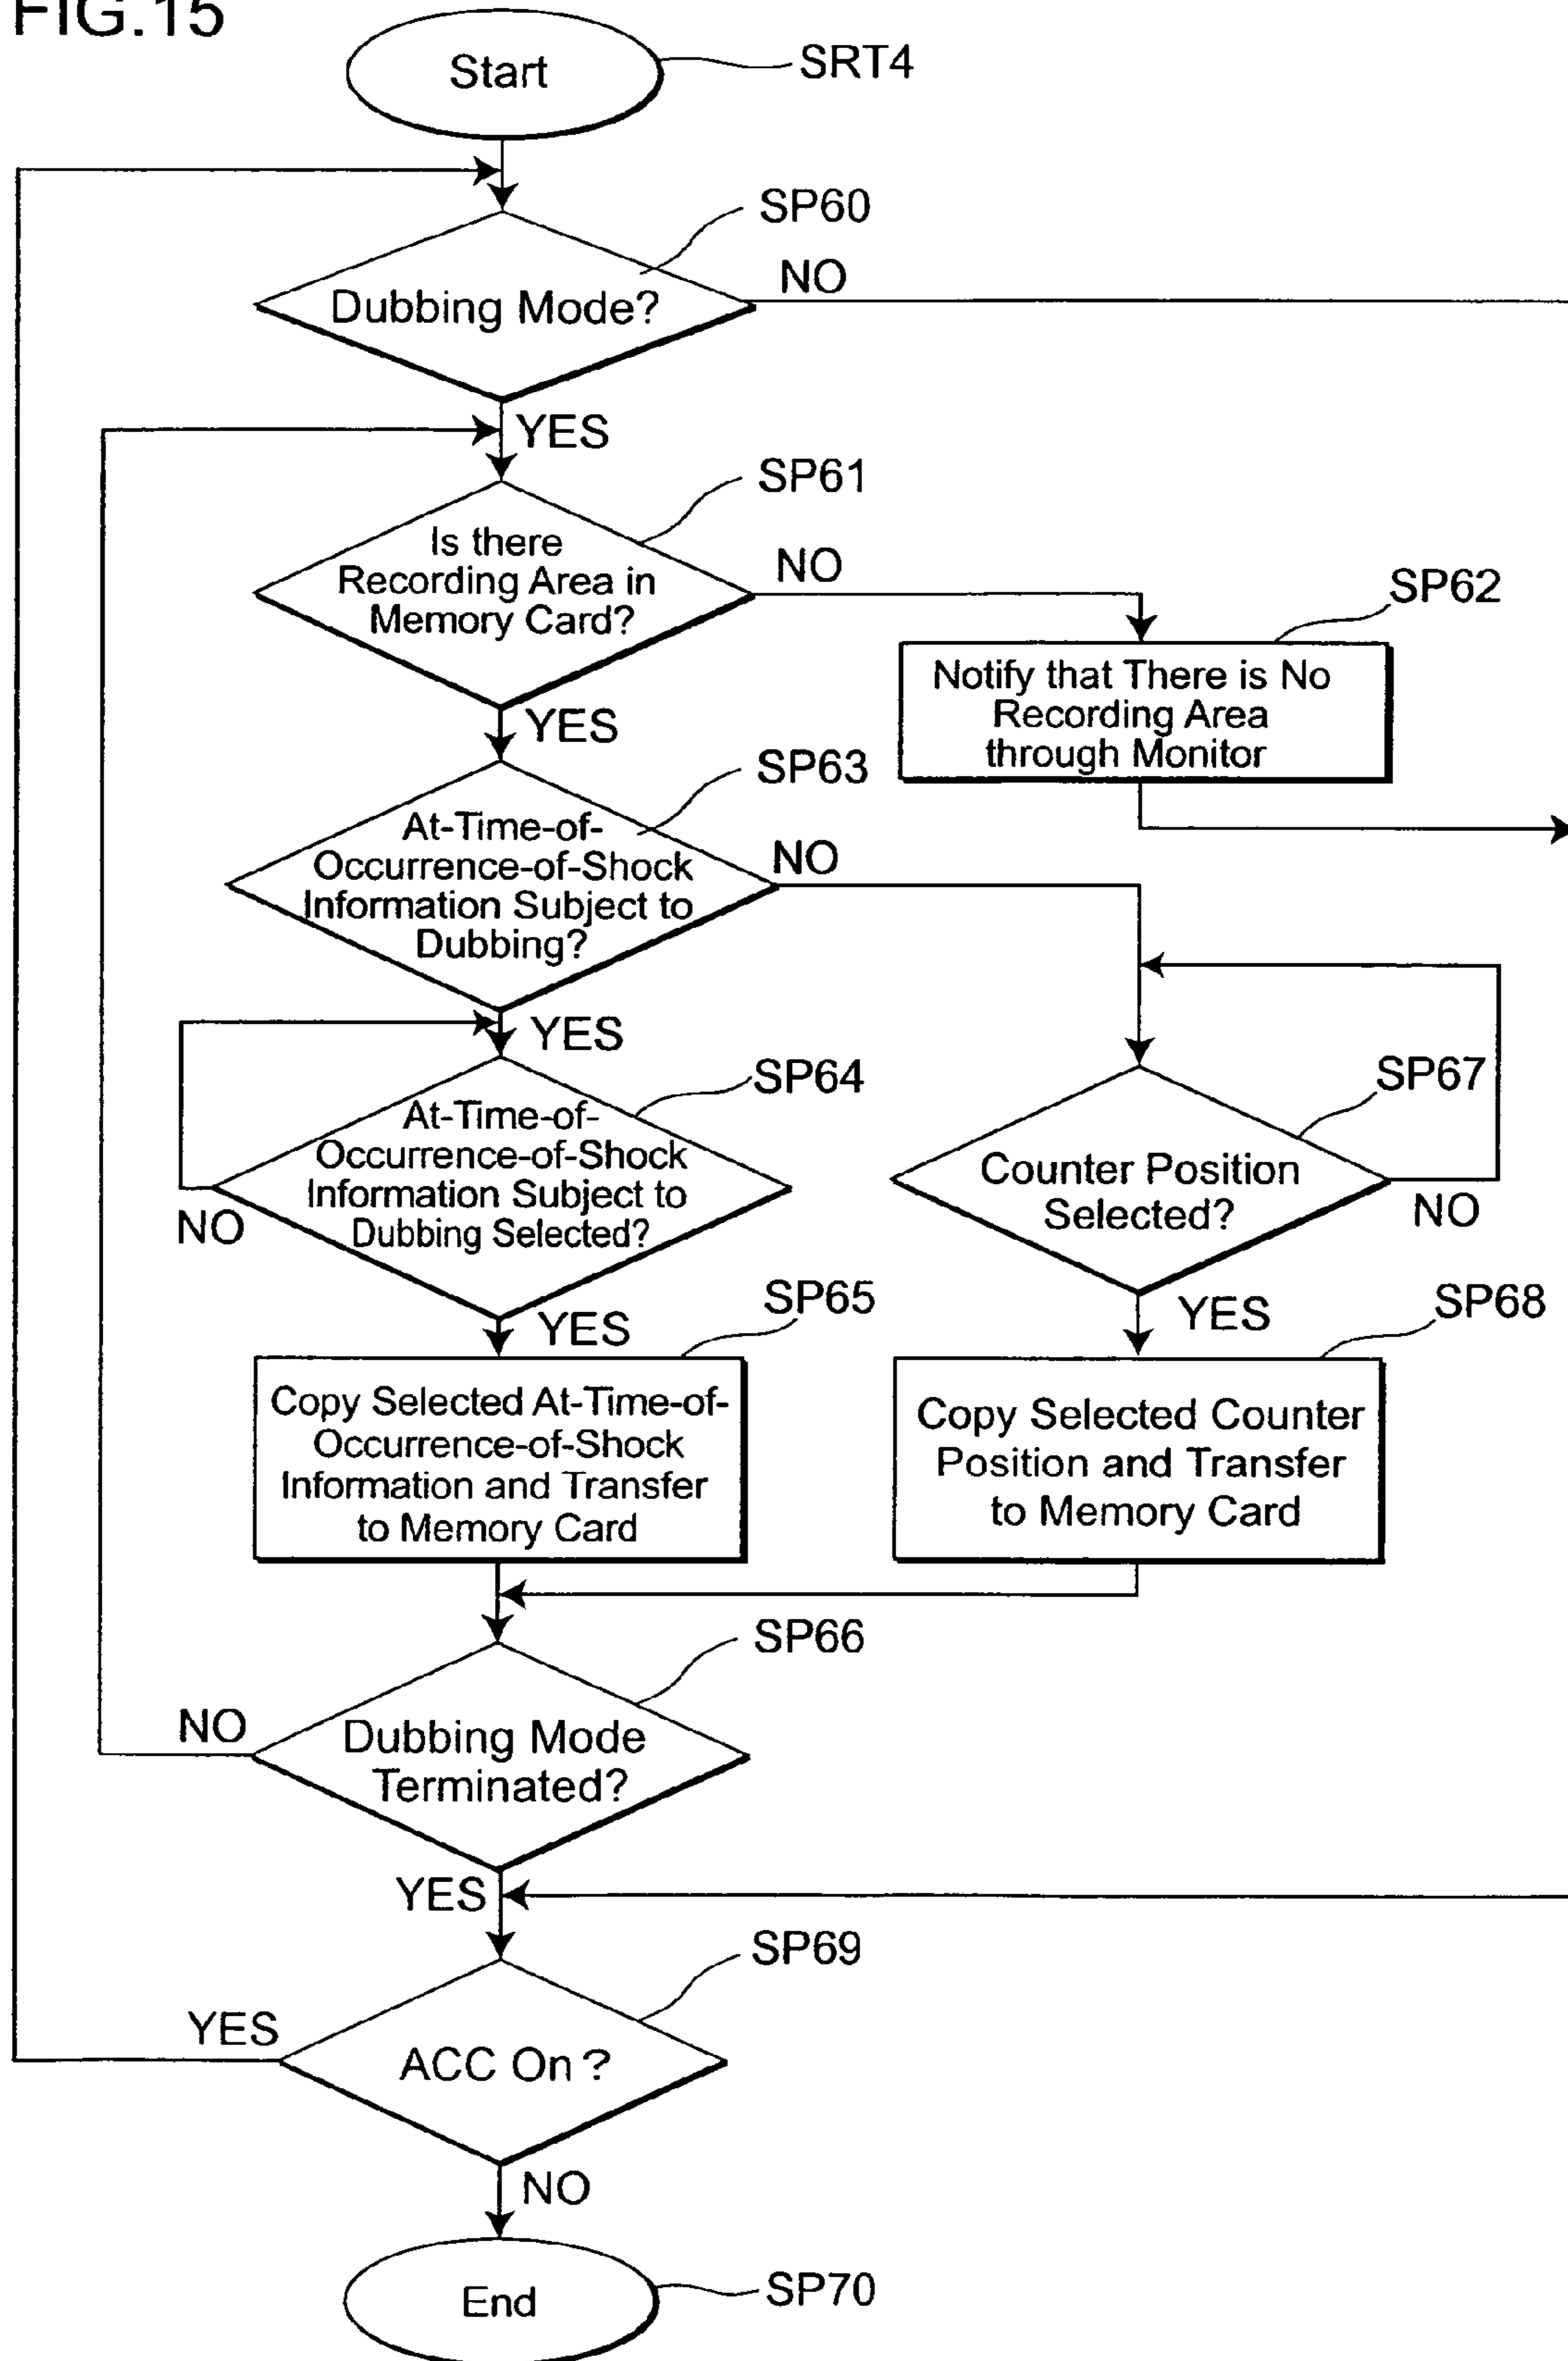 FIG.15
Start
SRT4
SP60
Dubbing Mode?
NO
YES
SP61
Is there
Recording Area in
Memory Card?
NO
SP62
Notify that There is No
Recording Area
through Monitor
YES
SP63
At-Time-of-
Occurrence-of-Shock
Information Subject to
Dubbing?
NO
YES
SP64
At-Time-of-
Occurrence-of-Shock
Information Subject to
Dubbing Selected?
NO
SP67
Counter Position
Selected?
NO
YES
SP65
Copy Selected At-Time-of-
Occurrence-of-Shock
Information and Transfer
to Memory Card
YES
SP68
Copy Selected Counter
Position and Transfer
to Memory Card
SP66
Dubbing Mode
Terminated?
NO
YES
SP69
ACC On ?
YES
NO
End
SP70